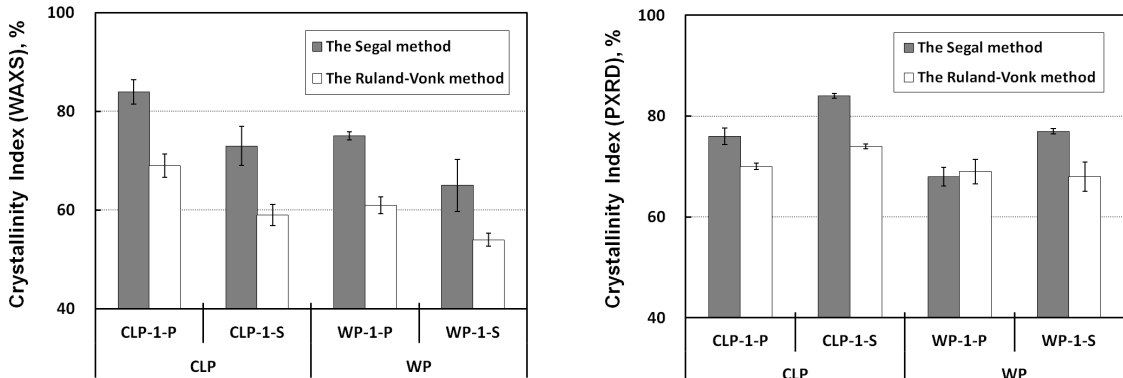 Crystallinity Index (WAXS), %
100
80
60
40
The Segal method
The Ruland-Vonk method
CLP-1-P CLP-1-S WP-1-P WP-1-S
CLP WP
Crystallinity Index (PXRD), %
100
80
60
40
The Segal method
The Ruland-Vonk method
CLP-1-P CLP-1-S WP-1-P WP-1-S
CLP WP